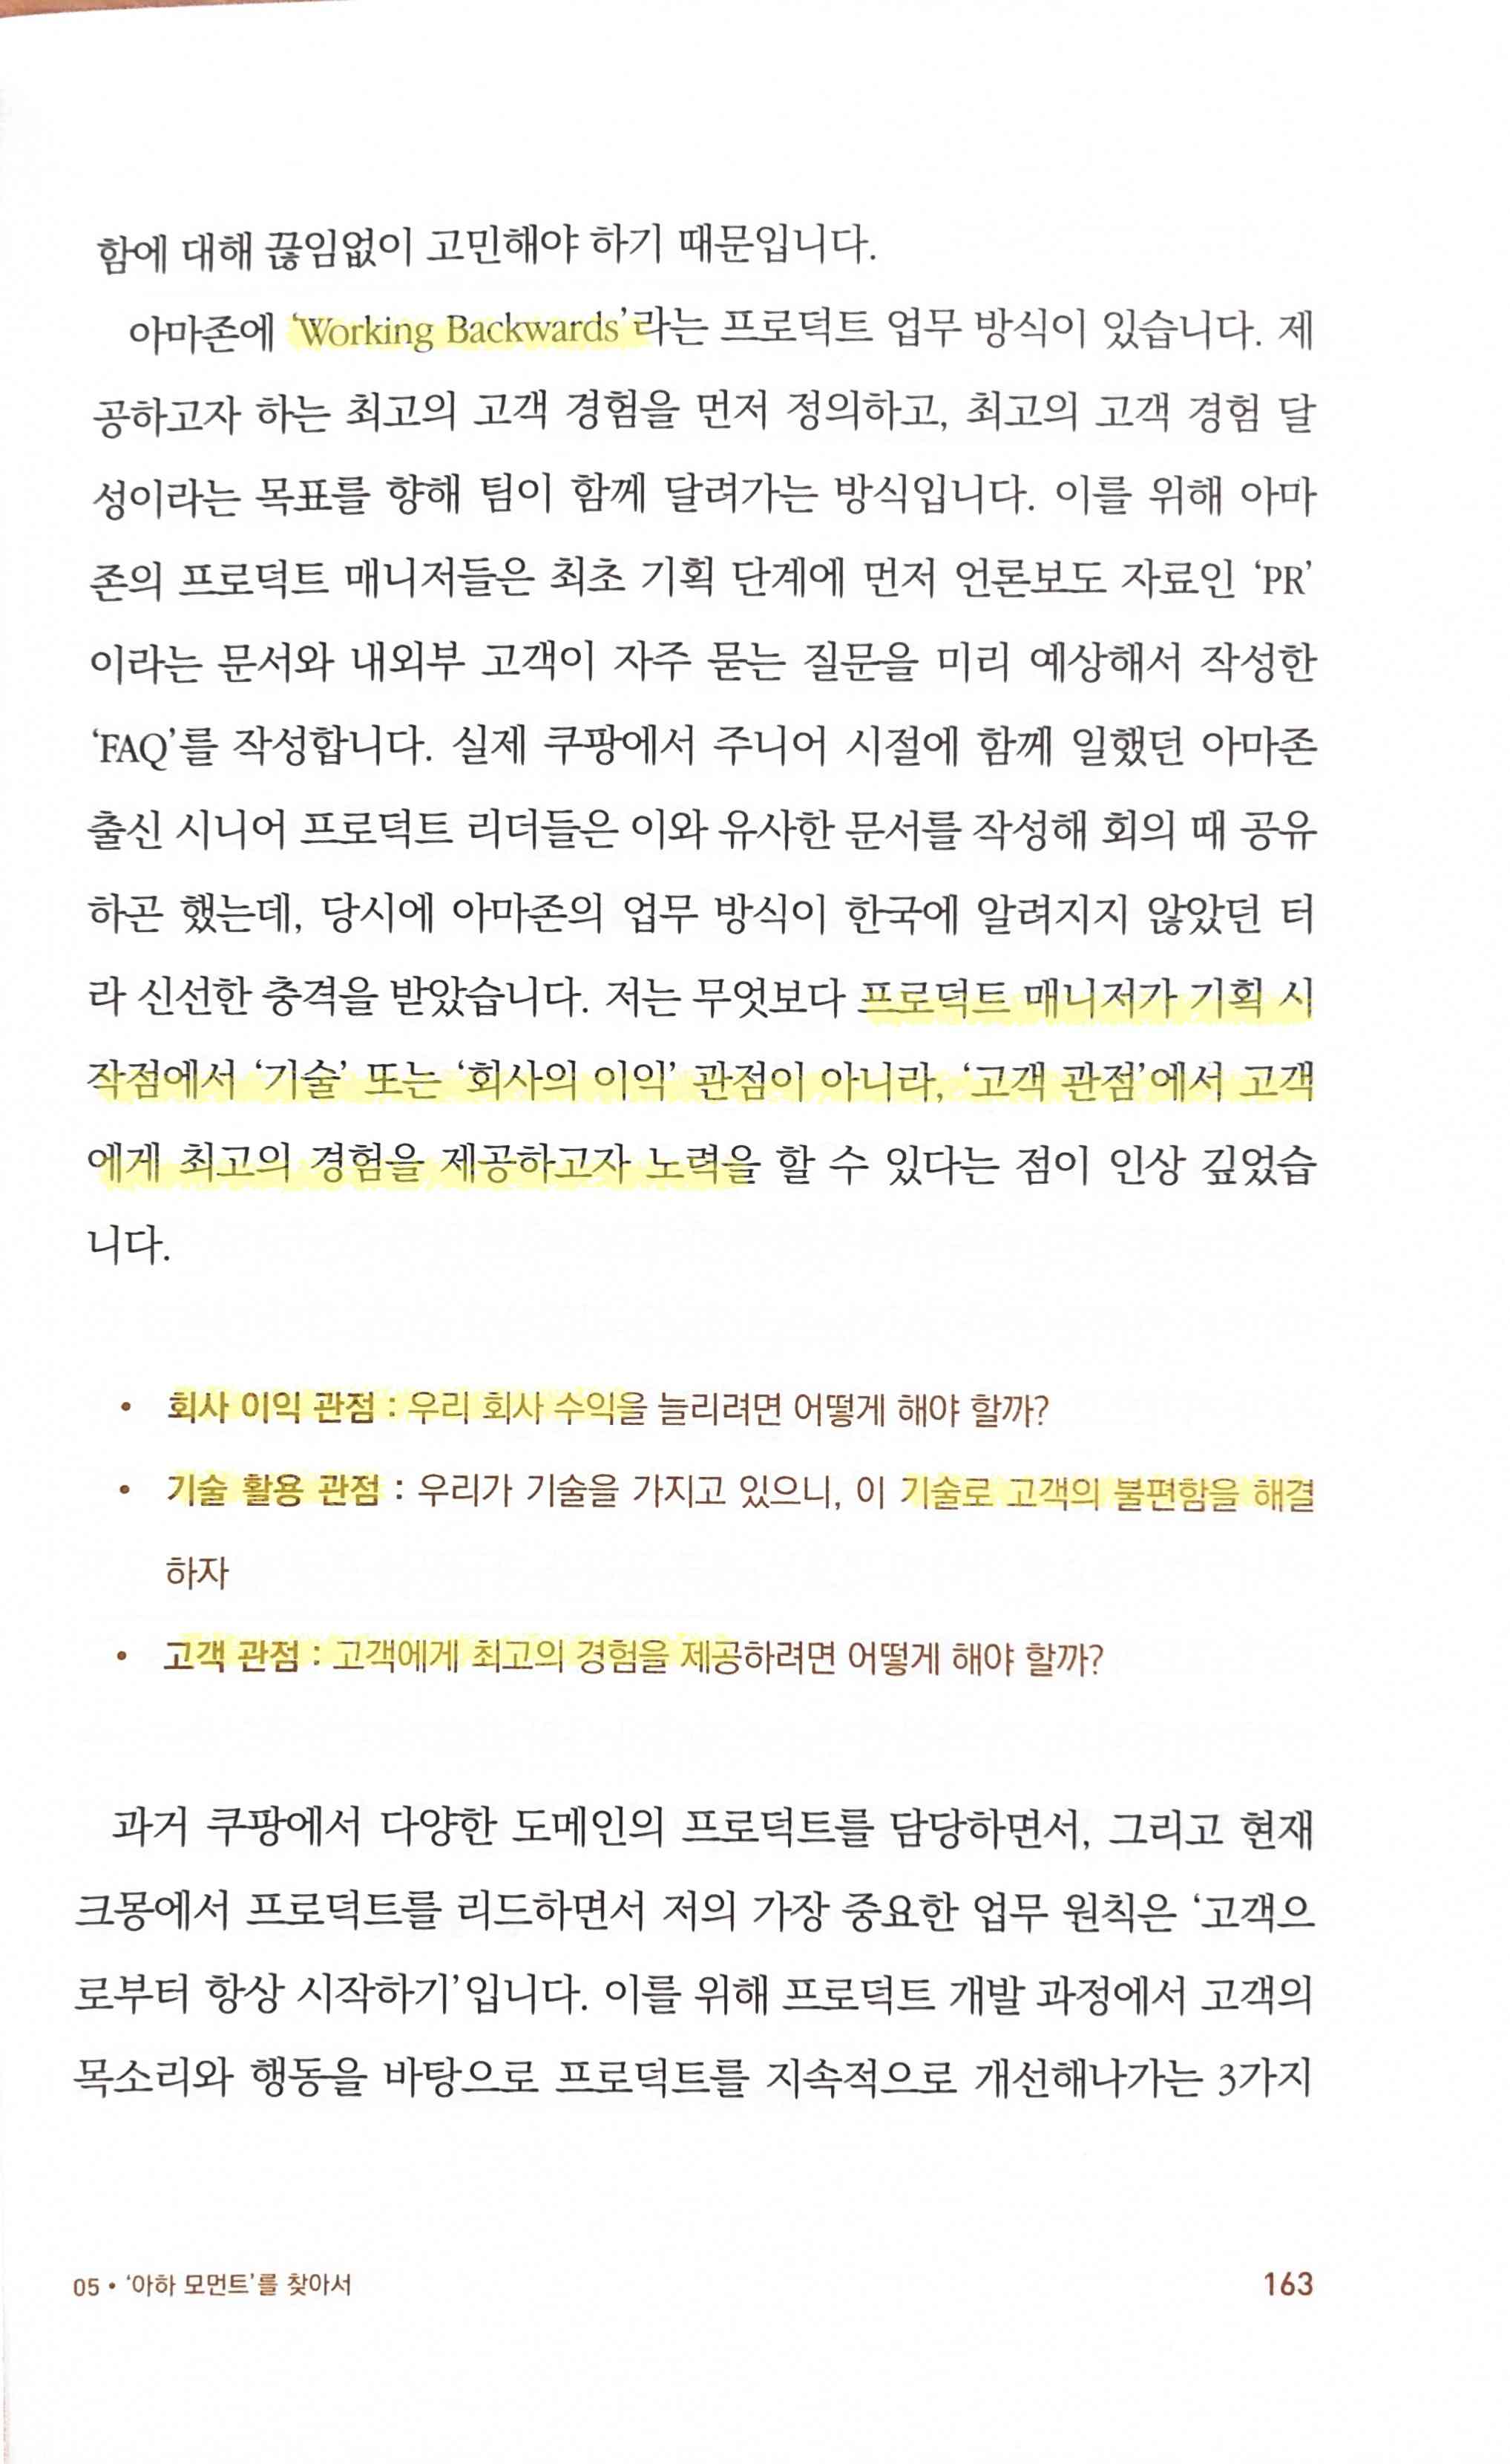 함에 대해 끊임없이 고민해야 하기 때문입니다.
아마존에 ‘Working Backwards’라는 프로덕트 업무 방식이 있습니다. 제
공하고자 하는 최고의 고객 경험을 먼저 정의하고, 최고의 고객 경험 달
성이라는 목표를 향해 팀이 함께 달려가는 방식입니다. 이를 위해 아마
존의 프로덕트 매니저들은 최초 기획 단계에 먼저 언론보도 자료인 ‘PR’
이라는 문서와 내외부 고객이 자주 묻는 질문을 미리 예상해서 작성한
‘FAQ’를 작성합니다. 실제 쿠팡에서 주니어 시절에 함께 일했던 아마존
출신 시니어 프로덕트 리더들은 이와 유사한 문서를 작성해 회의 때 공유
하곤 했는데, 당시에 아마존의 업무 방식이 한국에 알려지지 않았던 터
라 신선한 충격을 받았습니다. 저는 무엇보다 프로덕트 매니저가 기획 시
작점에서 ‘기술’ 또는 ‘회사의 이익’ 관점이 아니라, ‘고객 관점’에서 고객
에게 최고의 경험을 제공하고자 노력을 할 수 있다는 점이 인상 깊었습
니다.
• 회사 이익 관점 : 우리 회사 수익을 늘리려면 어떻게 해야 할까?
• 기술 활용 관점 : 우리가 기술을 가지고 있으니, 이 기술로 고객의 불편함을 해결
하자
• 고객 관점 : 고객에게 최고의 경험을 제공하려면 어떻게 해야 할까?
과거 쿠팡에서 다양한 도메인의 프로덕트를 담당하면서, 그리고 현재
크몽에서 프로덕트를 리드하면서 저의 가장 중요한 업무 원칙은 ‘고객으
로부터 항상 시작하기’입니다. 이를 위해 프로덕트 개발 과정에서 고객의
목소리와 행동을 바탕으로 프로덕트를 지속적으로 개선해나가는 3가지
05 • ‘아하 모먼트’를 찾아서
163